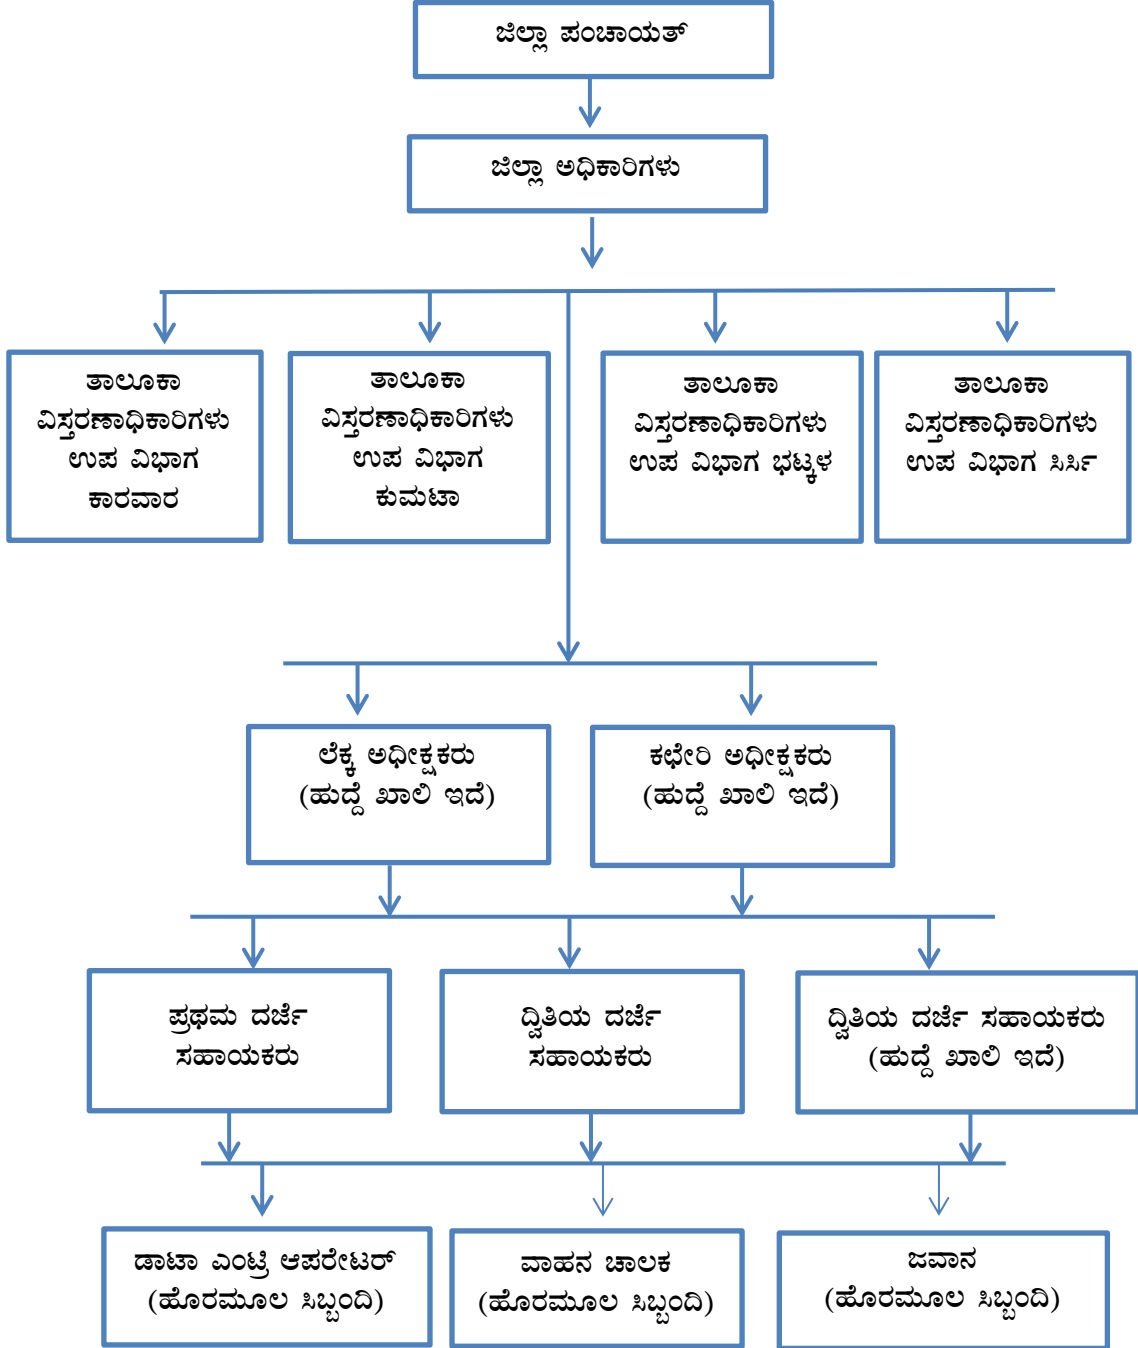 ಜಿಲ್ಲಾ ಪಂಚಾಯತ್
ಜಿಲ್ಲಾ ಅಧಿಕಾರಿಗಳು
ತಾಲೂಕಾ
ವಿಸ್ತರಣಾಧಿಕಾರಿಗಳು
ಉಪ ವಿಭಾಗ
ಕಾರವಾರ
ತಾಲೂಕಾ
ವಿಸ್ತರಣಾಧಿಕಾರಿಗಳು
ಉಪ ವಿಭಾಗ
ಕುಮಟಾ
ತಾಲೂಕಾ
ವಿಸ್ತರಣಾಧಿಕಾರಿಗಳು
ಉಪ ವಿಭಾಗ ಭಟ್ಕಳ
ತಾಲೂಕಾ
ವಿಸ್ತರಣಾಧಿಕಾರಿಗಳು
ಉಪ ವಿಭಾಗ ಸಿರ್ಸಿ
ಲೆಕ್ಕ ಅಧೀಕ್ಷಕರು
(ಹುದ್ದೆ ಖಾಲಿ ಇದೆ)
ಕಛೇರಿ ಅಧೀಕ್ಷಕರು
(ಹುದ್ದೆ ಖಾಲಿ ಇದೆ)
ಪ್ರಥಮ ದರ್ಜೆ
ಸಹಾಯಕರು
ದ್ವಿತಿಯ ದರ್ಜೆ
ಸಹಾಯಕರು
ದ್ವಿತಿಯ ದರ್ಜೆ ಸಹಾಯಕರು
(ಹುದ್ದೆ ಖಾಲಿ ಇದೆ)
ಡಾಟಾ ಎಂಟ್ರಿ ಆಪರೇಟರ್
(ಹೊರಮೂಲ ಸಿಬ್ಬಂದಿ)
ವಾಹನ ಚಾಲಕ
(ಹೊರಮೂಲ ಸಿಬ್ಬಂದಿ)
ಜವಾನ
(ಹೊರಮೂಲ ಸಿಬ್ಬಂದಿ)